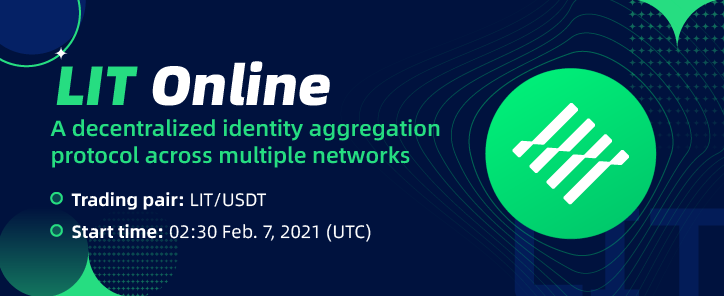 LIT Online
A decentralized identity aggregation
protocol across multiple networks
Trading pair: LIT/USDT
Start time: 02:30 Feb. 7, 2021 (UTC)
LIT